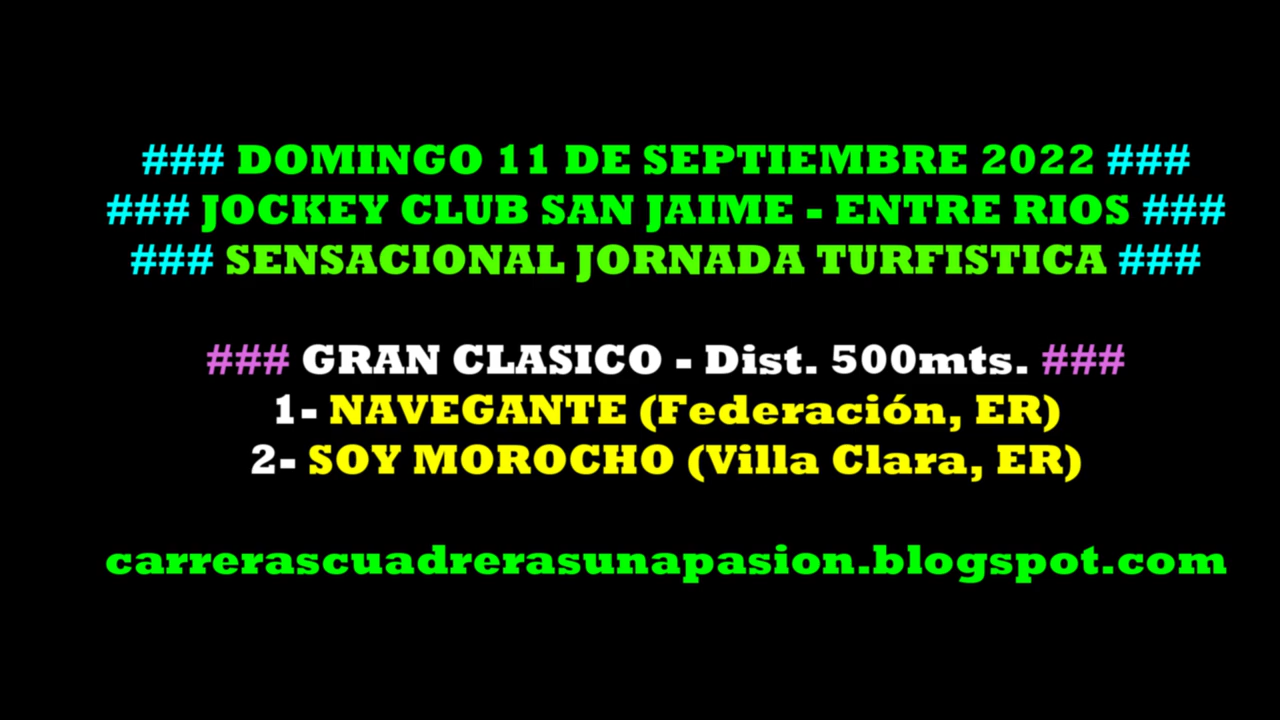 ### DOMINGO 11 DE SEPTIEMBRE 2022 ###
### JOCKEY CLUB SAN JAIME - ENTRE RIOS ###
### SENSACIONAL JORNADA TURFISTICA ###
### GRAN CLASICO - Dist. 500mts. ###
1- NAVEGANTE (Federación, ER)
2- SOY MOROCHO (Villa Clara, ER)
carrerascuadrerasunapasion.blogspot.com